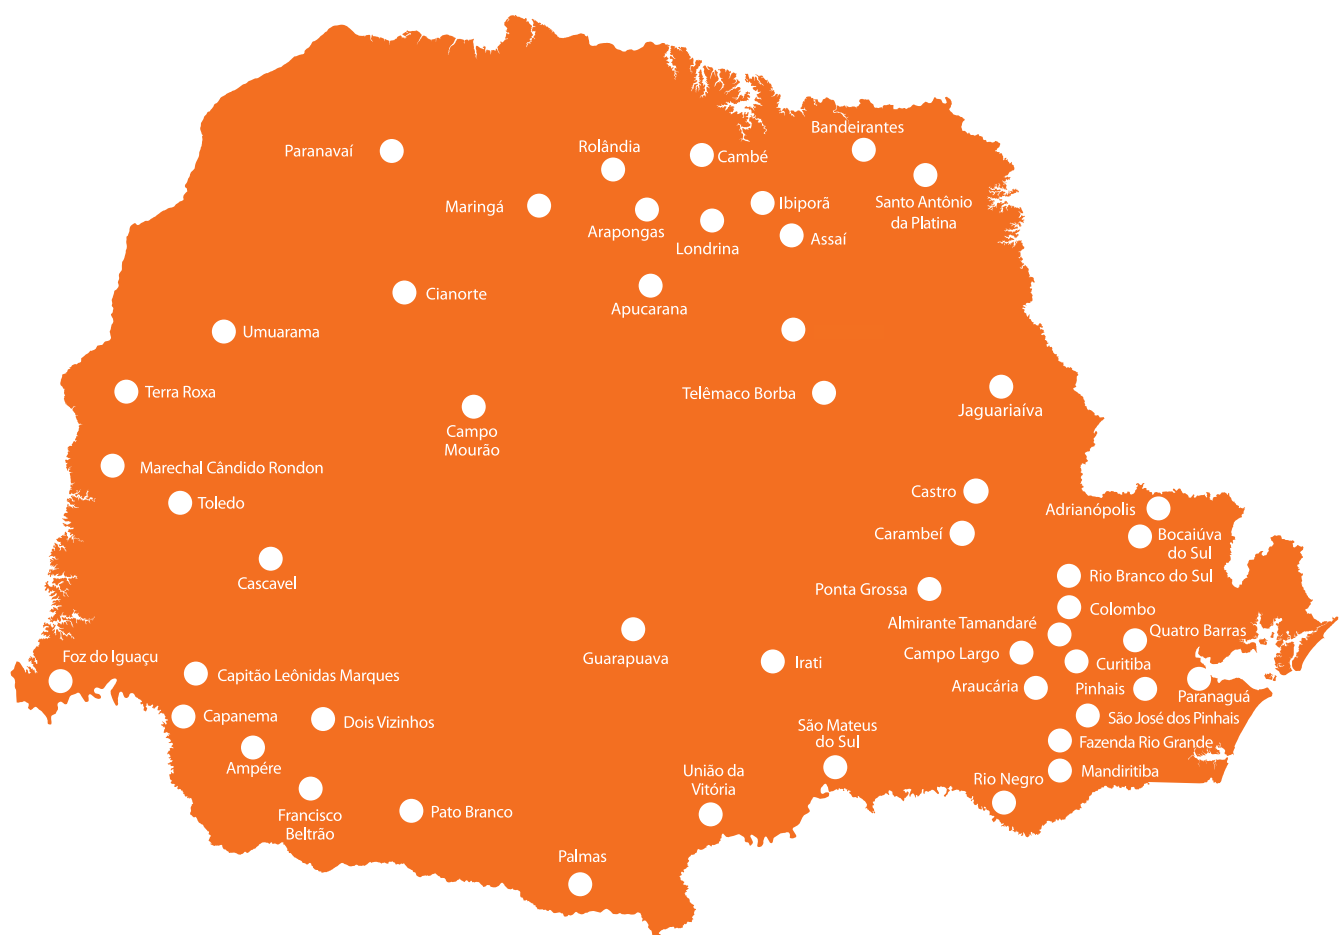 Bandeirantes
Paranavaí
Rolândia
Cambé
Santo Antônio
da Platina
Maringá
Ibiporã
Arapongas
Londrina
Assaí
Cianorte
Apucarana
Umuarama
Terra Roxa
Telêmaco Borba
Jaguariaíva
Campo
Mourão
Marechal Cândido Rondon
Toledo
Castro
Adrianópolis
Carambeí
Bocaiúva
do Sul
Cascavel
Rio Branco do Sul
Ponta Grossa
Colombo
Almirante Tamandaré
Quatro Barras
Foz do Iguaçu
Guarapuava
Irati
Campo Largo
Curitiba
Capitão Leônidas Marques
Araucária
Pinhais
Paranaguá
Capanema
Dois Vizinhos
São José dos Pinhais
São Mateus
do Sul
Fazenda Rio Grande
Ampére
União da
Vitória
Rio Negro
Mandiritiba
Francisco
Beltrão
Pato Branco
Palmas